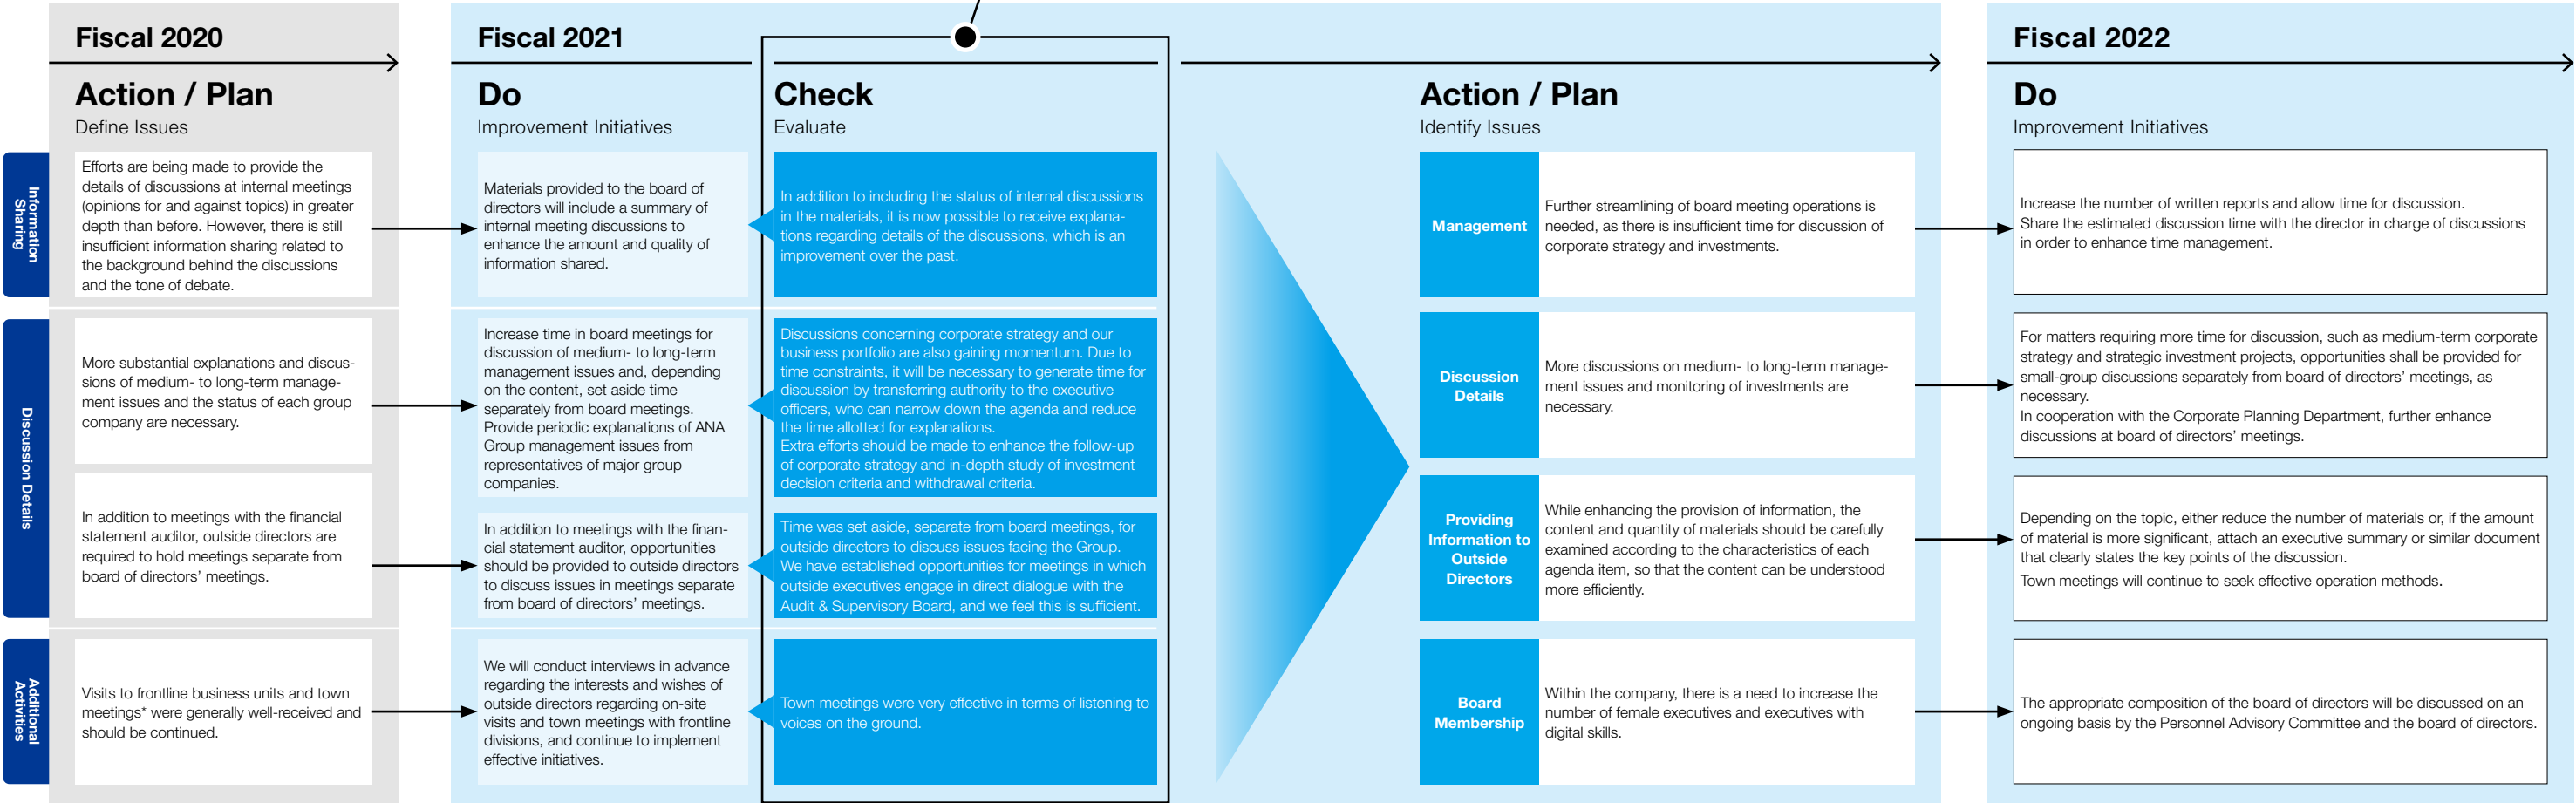 Fiscal 2020
Action / Plan
Define Issues
Information
Sharing
Efforts are being made to provide the
details of discussions at internal meetings
(opinions for and against topics) in greater
depth than before. However, there is still
insufficient information sharing related to
the background behind the discussions
and the tone of debate.
Discussion Details
More substantial explanations and discus-
sions of medium- to long-term manage-
ment issues and the status of each group
company are necessary.
In addition to meetings with the financial
statement auditor, outside directors are
required to hold meetings separate from
board of directors’ meetings.
Additional
Activities
Visits to frontline business units and town
meetings* were generally well-received and
should be continued.
Fiscal 2021
Do
Improvement Initiatives
Materials provided to the board of
directors will include a summary of
internal meeting discussions to
enhance the amount and quality of
information shared.
Increase time in board meetings for
discussion of medium- to long-term
management issues and, depending
on the content, set aside time
separately from board meetings.
Provide periodic explanations of ANA
Group management issues from
representatives of major group
companies.
In addition to meetings with the finan-
cial statement auditor, opportunities
should be provided to outside directors
to discuss issues in meetings separate
from board of directors’ meetings.
We will conduct interviews in advance
regarding the interests and wishes of
outside directors regarding on-site
visits and town meetings with frontline
divisions, and continue to implement
effective initiatives.
Check
Evaluate
In addition to including the status of internal discussions
in the materials, it is now possible to receive explana-
tions regarding details of the discussions, which is an
improvement over the past.
Discussions concerning corporate strategy and our
business portfolio are also gaining momentum. Due to
time constraints, it will be necessary to generate time for
discussion by transferring authority to the executive
officers, who can narrow down the agenda and reduce
the time allotted for explanations.
Extra efforts should be made to enhance the follow-up
of corporate strategy and in-depth study of investment
decision criteria and withdrawal criteria.
Time was set aside, separate from board meetings, for
outside directors to discuss issues facing the Group.
We have established opportunities for meetings in which
outside executives engage in direct dialogue with the
Audit & Supervisory Board, and we feel this is sufficient.
Town meetings were very effective in terms of listening to
voices on the ground.
Action / Plan
Identify Issues
Management
Further streamlining of board meeting operations is
needed, as there is insufficient time for discussion of
corporate strategy and investments.
Discussion
Details
More discussions on medium- to long-term manage-
ment issues and monitoring of investments are
necessary.
Providing
Information to
Outside
Directors
While enhancing the provision of information, the
content and quantity of materials should be carefully
examined according to the characteristics of each
agenda item, so that the content can be understood
more efficiently.
Board
Membership
Within the company, there is a need to increase the
number of female executives and executives with
digital skills.
Fiscal 2022
Do
Improvement Initiatives
Increase the number of written reports and allow time for discussion.
Share the estimated discussion time with the director in charge of discussions
in order to enhance time management.
For matters requiring more time for discussion, such as medium-term corporate
strategy and strategic investment projects, opportunities shall be provided for
small-group discussions separately from board of directors’ meetings, as
necessary.
In cooperation with the Corporate Planning Department, further enhance
discussions at board of directors’ meetings.
Depending on the topic, either reduce the number of materials or, if the amount
of material is more significant, attach an executive summary or similar document
that clearly states the key points of the discussion.
Town meetings will continue to seek effective operation methods.
The appropriate composition of the board of directors will be discussed on an
ongoing basis by the Personnel Advisory Committee and the board of directors.